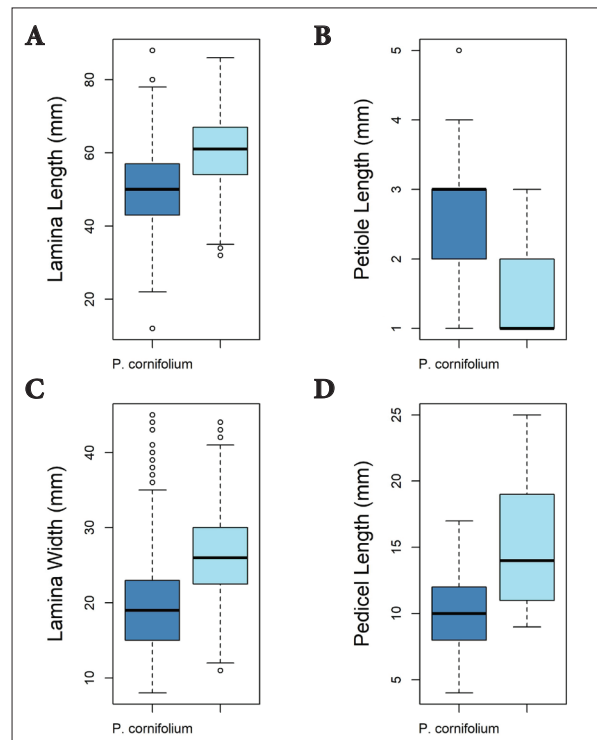 A
Lamina Length (mm)
80
60
40
20
P. cornifolium
B
Petiole Length (mm)
5
4
3
2
1
P. cornifolium
C
Lamina Width (mm)
40
30
20
10
P. cornifolium
D
Pedicel Length (mm)
25
20
15
10
5
P. cornifolium